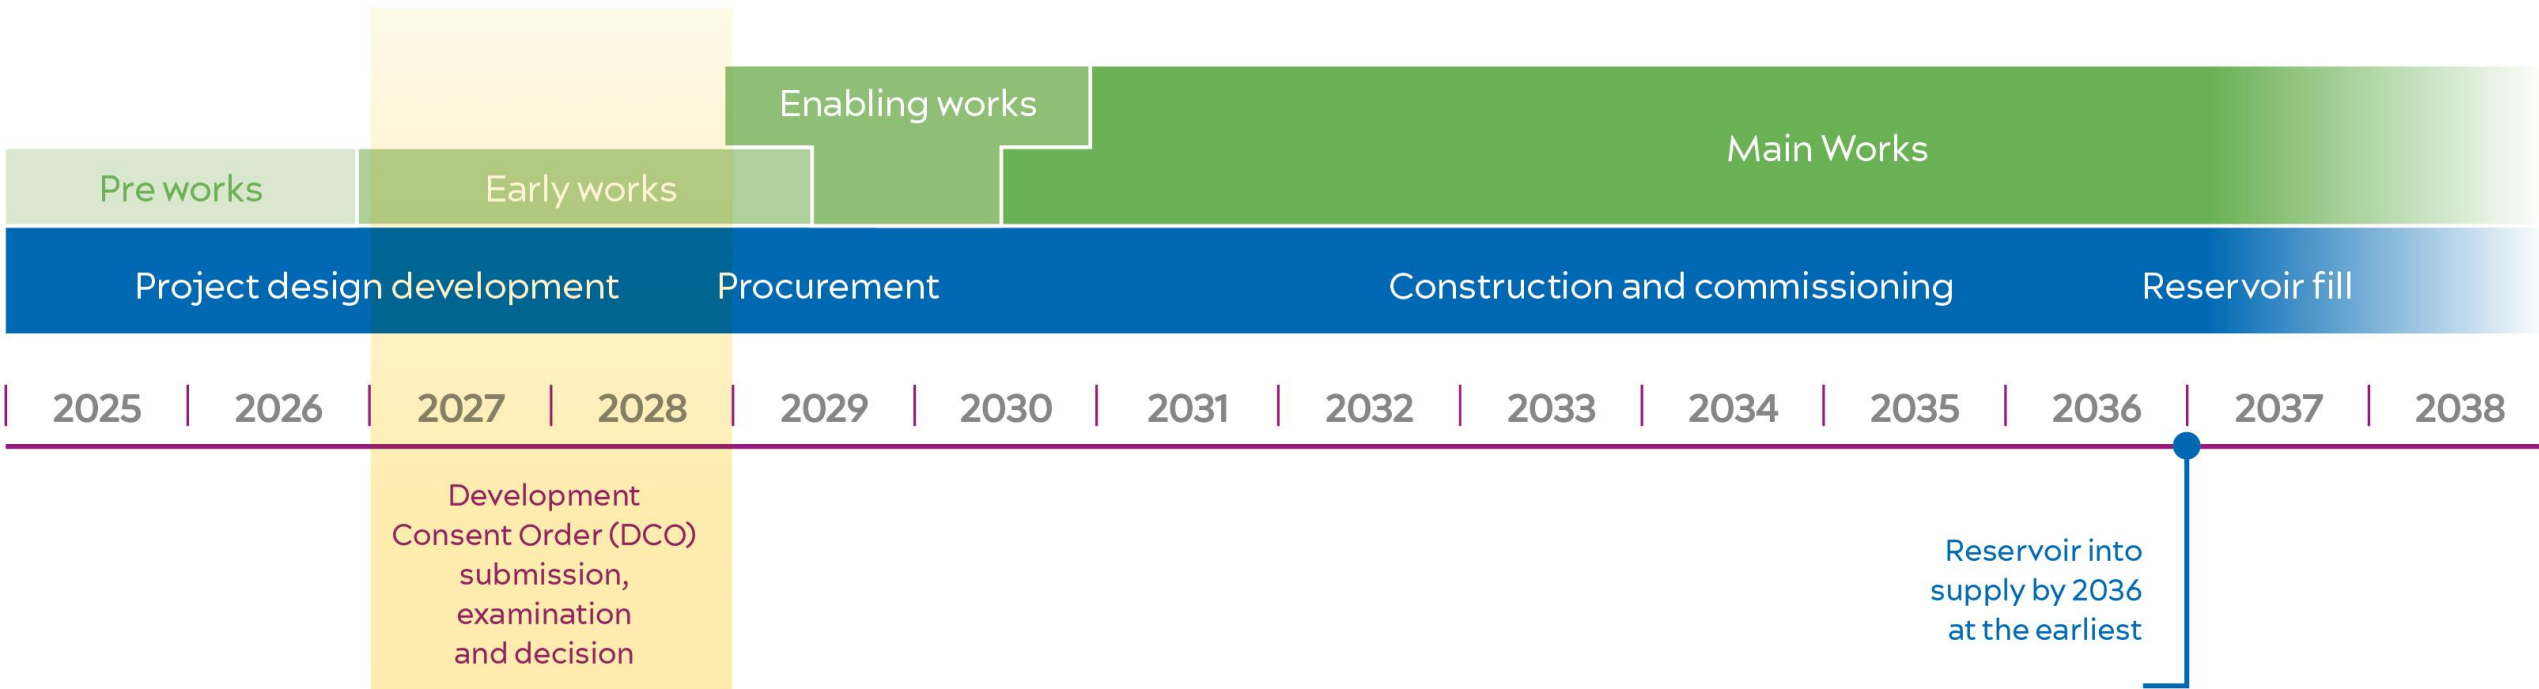 Enabling works
Main Works
Pre works
Early works
Project design development
Procurement
Construction and commissioning
Reservoir fill
2025
2026
2027
2028
2029
2030
2031
2032
2033
2034
2035
2036
2037
2038
Development
Consent Order (DCO)
submission,
examination
and decision
Reservoir into
supply by 2036
at the earliest